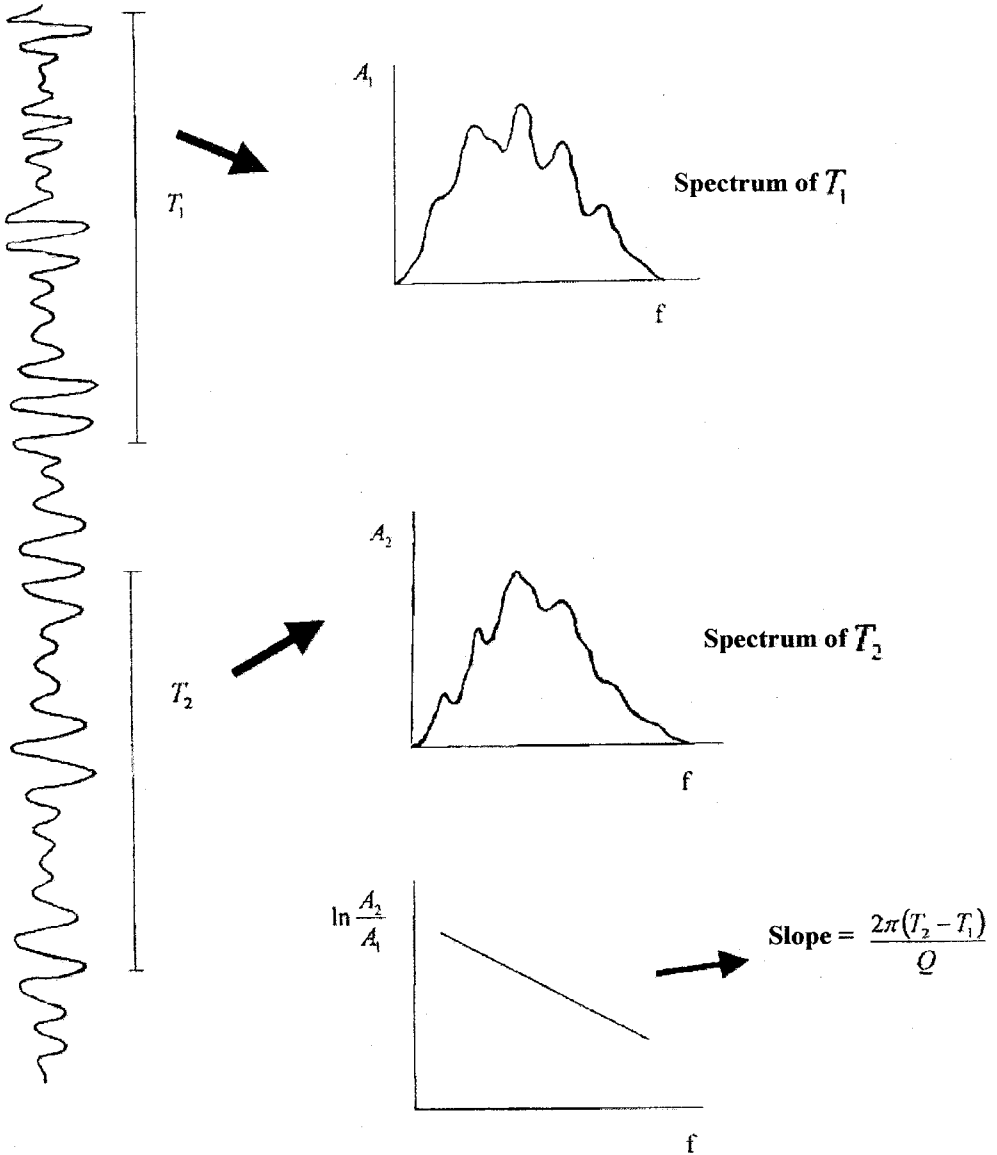 A₁
Spectrum of T₁
T₁
f
A₂
Spectrum of T₂
T₂
f
ln A₂/A₁
Slope = 2π(T₂ − T₁)/Q
f